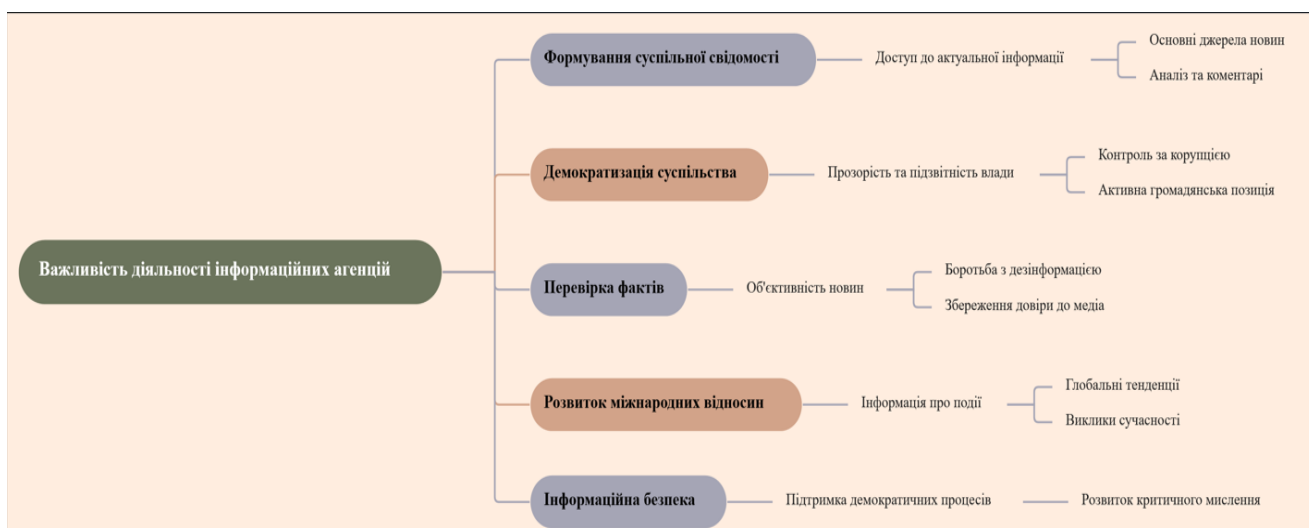 Важливість діяльності інформаційних агенцій
Формування суспільної свідомості
Доступ до актуальної інформації
Основні джерела новин
Аналіз та коментарі
Демократизація суспільства
Прозорість та підзвітність влади
Контроль за корупцією
Активна громадянська позиція
Перевірка фактів
Об'єктивність новин
Боротьба з дезінформацією
Збереження довіри до медіа
Розвиток міжнародних відносин
Інформація про події
Глобальні тенденції
Виклики сучасності
Інформаційна безпека
Підтримка демократичних процесів
Розвиток критичного мислення